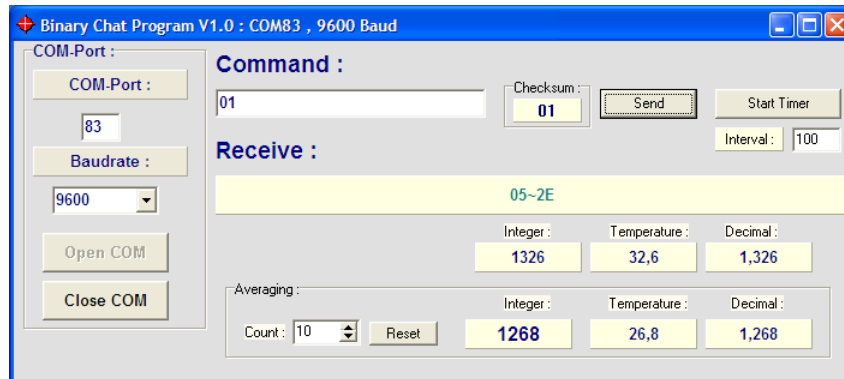 Binary Chat Program V1.0 : COM83 , 9600 Baud
COM-Port :
COM-Port :
83
Baudrate :
9600
Open COM
Close COM
Command :
01
Checksum :
01
Send
Start Timer
Interval : 100
Receive :
05~2E
Integer : Temperature : Decimal :
1326 32,6 1,326
Averaging :
Count : 10 Reset
Integer : Temperature : Decimal :
1268 26,8 1,268